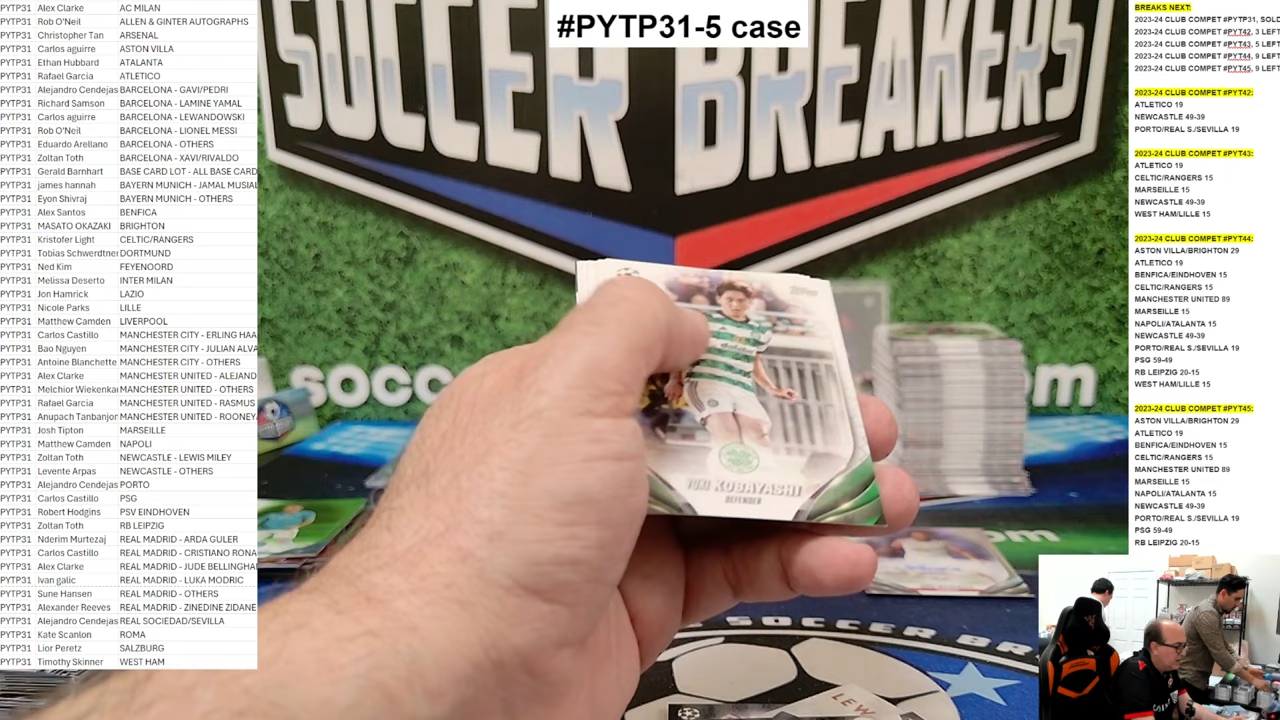 #PYTP31-5 case
PYTP31 Alex Clarke AC MILAN
PYTP31 Rob O'Neil ALLEN & GINTER AUTOGRAPHS
PYTP31 Christopher Tan ARSENAL
PYTP31 Carlos aguirre ASTON VILLA
PYTP31 Ethan Hubbard ATALANTA
PYTP31 Rafael Garcia ATLETICO
PYTP31 Alejandro Cendejas BARCELONA - GAVI/PEDRI
PYTP31 Richard Samson BARCELONA - LAMINE YAMAL
PYTP31 Carlos aguirre BARCELONA - LEWANDOWSKI
PYTP31 Rob O'Neil BARCELONA - LIONEL MESSI
PYTP31 Eduardo Arellano BARCELONA - OTHERS
PYTP31 Zoltan Toth BARCELONA - XAVI/RIVALDO
PYTP31 Gerald Barnhart BASE CARD LOT - ALL BASE CARD
PYTP31 james hannah BAYERN MUNICH - JAMAL MUSIAL
PYTP31 Eyon Shivraj BAYERN MUNICH - OTHERS
PYTP31 Alex Santos BENFICA
PYTP31 MASATO OKAZAKI BRIGHTON
PYTP31 Kristofer Light CELTIC/RANGERS
PYTP31 Tobias Schwerdtner DORTMUND
PYTP31 Ned Kim FEYENOORD
PYTP31 Melissa Deserto INTER MILAN
PYTP31 Jon Hamrick LAZIO
PYTP31 Nicole Parks LILLE
PYTP31 Matthew Camden LIVERPOOL
PYTP31 Carlos Castillo MANCHESTER CITY - ERLING HAA
PYTP31 Bao Nguyen MANCHESTER CITY - JULIAN ALVA
PYTP31 Antoine Blanchette MANCHESTER CITY - OTHERS
PYTP31 Alex Clarke MANCHESTER UNITED - ALEJAND
PYTP31 Melchior Wiekenkai MANCHESTER UNITED - OTHERS
PYTP31 Rafael Garcia MANCHESTER UNITED - RASMUS
PYTP31 Anupach Tanbanjor MANCHESTER UNITED - ROONEY
PYTP31 Josh Tipton MARSEILLE
PYTP31 Matthew Camden NAPOLI
PYTP31 Zoltan Toth NEWCASTLE - LEWIS MILEY
PYTP31 Levente Arpas NEWCASTLE - OTHERS
PYTP31 Alejandro Cendejas PORTO
PYTP31 Carlos Castillo PSG
PYTP31 Robert Hodgins PSV EINDHOVEN
PYTP31 Zoltan Toth RB LEIPZIG
PYTP31 Nderim Murtezaj REAL MADRID - ARDA GULER
PYTP31 Carlos Castillo REAL MADRID - CRISTIANO RONA
PYTP31 Alex Clarke REAL MADRID - JUDE BELLINGHA
PYTP31 Ivan galic REAL MADRID - LUKA MODRIC
PYTP31 Sune Hansen REAL MADRID - OTHERS
PYTP31 Alexander Reeves REAL MADRID - ZINEDINE ZIDANE
PYTP31 Alejandro Cendejas REAL SOCIEDAD/SEVILLA
PYTP31 Kate Scanlon ROMA
PYTP31 Lior Peretz SALZBURG
PYTP31 Timothy Skinner WEST HAM
SOCCER BREAKERS
socc
om
YUKI KOBAYASHI
DEFENDER
om
SOCCER BR
LEW
BREAKS NEXT:
2023-24 CLUB COMPET #PYTP31, SOLD
2023-24 CLUB COMPET #PYT42, 3 LEFT
2023-24 CLUB COMPET #PYT43, 5 LEFT
2023-24 CLUB COMPET #PYT44, 9 LEFT
2023-24 CLUB COMPET #PYT45, 9 LEFT
2023-24 CLUB COMPET #PYT42:
ATLETICO 19
NEWCASTLE 49-39
PORTO/REAL S./SEVILLA 19
2023-24 CLUB COMPET #PYT43:
ATLETICO 19
CELTIC/RANGERS 15
MARSEILLE 15
NEWCASTLE 49-39
WEST HAM/LILLE 15
2023-24 CLUB COMPET #PYT44:
ASTON VILLA/BRIGHTON 29
ATLETICO 19
BENFICA/EINDHOVEN 15
CELTIC/RANGERS 15
MANCHESTER UNITED 89
MARSEILLE 15
NAPOLI/ATALANTA 15
NEWCASTLE 49-39
PORTO/REAL S./SEVILLA 19
PSG 59-49
RB LEIPZIG 20-15
WEST HAM/LILLE 15
2023-24 CLUB COMPET #PYT45:
ASTON VILLA/BRIGHTON 29
ATLETICO 19
BENFICA/EINDHOVEN 15
CELTIC/RANGERS 15
MANCHESTER UNITED 89
MARSEILLE 15
NAPOLI/ATALANTA 15
NEWCASTLE 49-39
PORTO/REAL S./SEVILLA 19
PSG 59-49
RB LEIPZIG 20-15